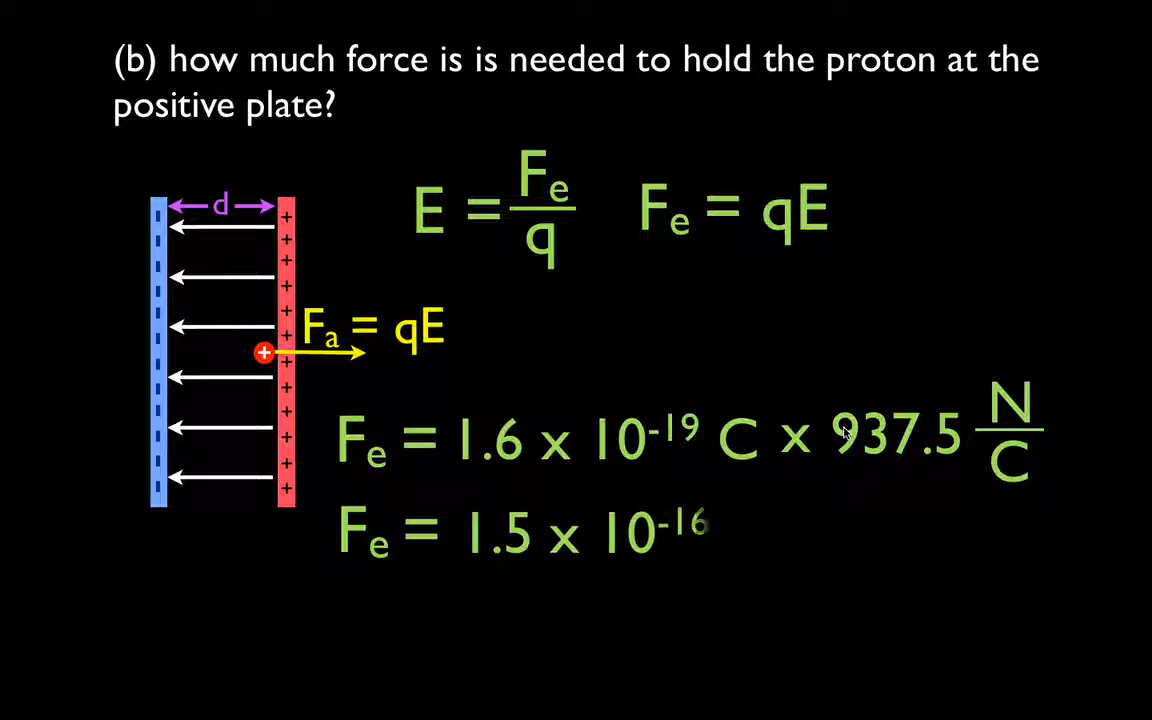 (b) how much force is is needed to hold the proton at the
positive plate?
E = Fₑ/q Fₑ = qE
d
Fₐ = qE
Fₑ = 1.6 x 10⁻¹⁹ C x 937.5 N/C
Fₑ = 1.5 x 10⁻¹⁶